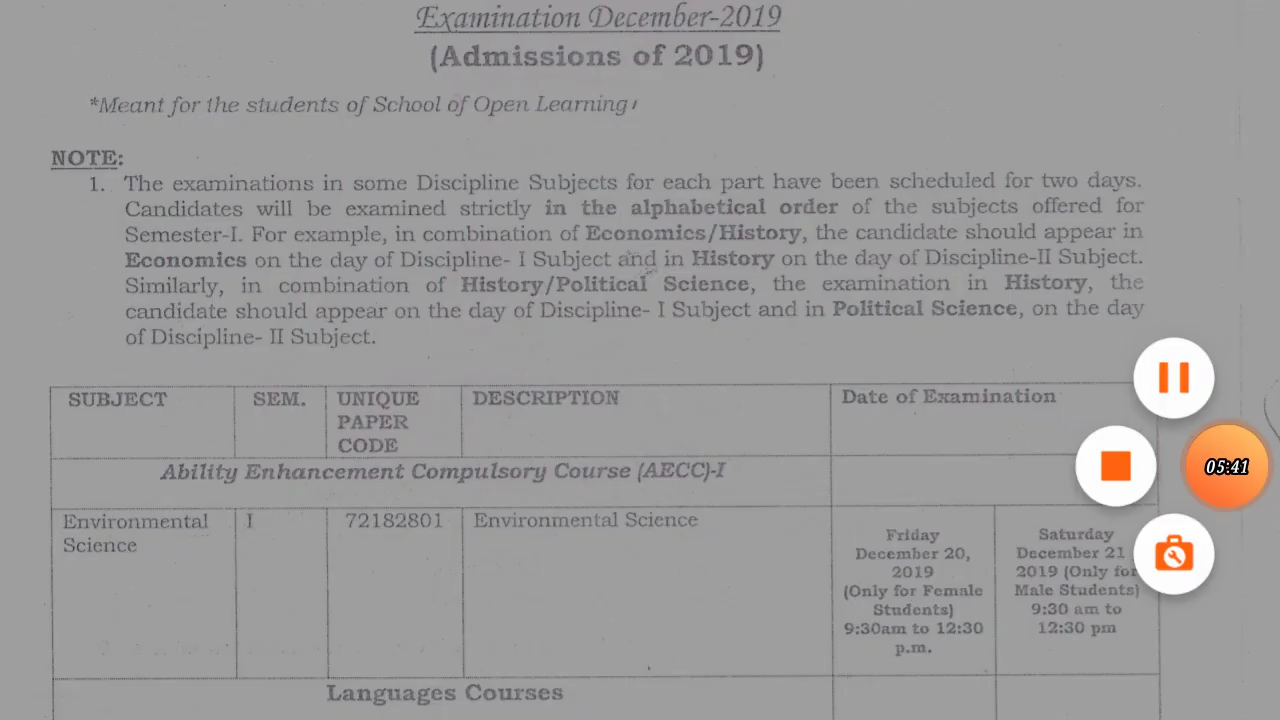 Examination December-2019
(Admissions of 2019)
*Meant for the students of School of Open Learning
NOTE:
1. The examinations in some Discipline Subjects for each part have been scheduled for two days.
Candidates will be examined strictly in the alphabetical order of the subjects offered for
Semester-I. For example, in combination of Economics/History, the candidate should appear in
Economics on the day of Discipline- I Subject and in History on the day of Discipline-II Subject.
Similarly, in combination of History/Political Science, the examination in History, the
candidate should appear on the day of Discipline- I Subject and in Political Science, on the day
of Discipline- II Subject.
SUBJECT SEM. UNIQUE DESCRIPTION Date of Examination
PAPER
CODE
Ability Enhancement Compulsory Course (AECC)-I
Environmental I 72182801 Environmental Science
Science
Friday
December 20,
2019
(Only for Female
Students)
9:30am to 12:30
p.m.
Saturday
December 21
2019 (Only for
Male Students)
9:30 am to
12:30 pm
Languages Courses
05:41